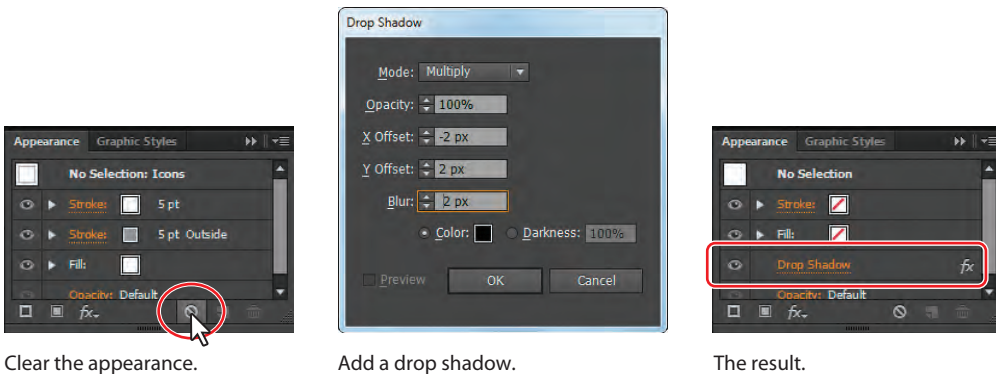 Appearance Graphic Styles
No Selection: Icons
Stroke: 5 pt
Stroke: 5 pt Outside
Fill:
Opacity: Default
fx
Clear the appearance.
Drop Shadow
Mode: Multiply
Opacity: 100%
X Offset: -2 px
Y Offset: 2 px
Blur: 2 px
Color: Darkness: 100%
Preview OK Cancel
Add a drop shadow.
Appearance Graphic Styles
No Selection
Stroke:
Fill:
Drop Shadow fx
Opacity: Default
fx
The result.